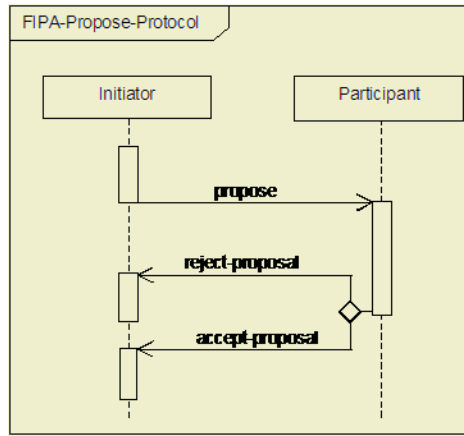 FIPA-Propose-Protocol
Initiator
Participant
propose
reject-proposal
accept-proposal